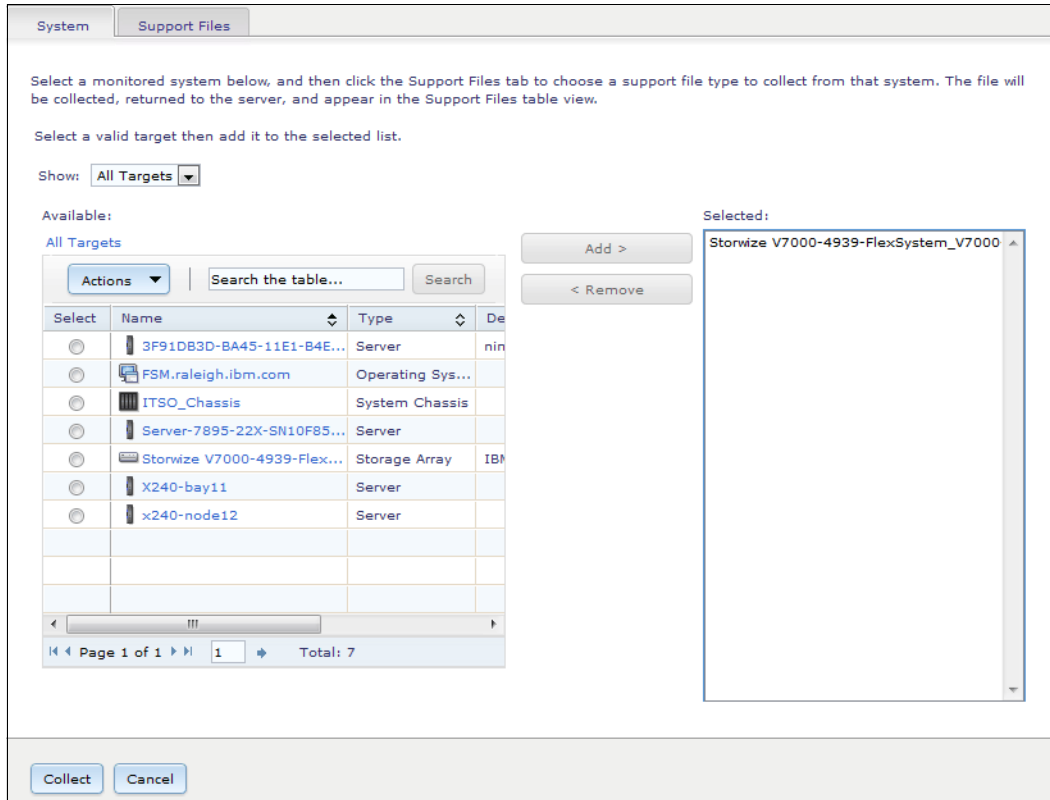 System
Support Files
Select a monitored system below, and then click the Support Files tab to choose a support file type to collect from that system. The file will
be collected, returned to the server, and appear in the Support Files table view.
Select a valid target then add it to the selected list.
Show: All Targets
Available:
All Targets
Actions
Search the table...
Search
Select Name Type De
3F91DB3D-BA45-11E1-B4E... Server nin
FSM.raleigh.ibm.com Operating Sys...
ITSO_Chassis System Chassis
Server-7895-22X-SN10F85... Server
Storwize V7000-4939-Flex... Storage Array IBM
X240-bay11 Server
x240-node12 Server
Page 1 of 1 1 Total: 7
Add >
< Remove
Selected:
Storwize V7000-4939-FlexSystem_V7000
Collect
Cancel